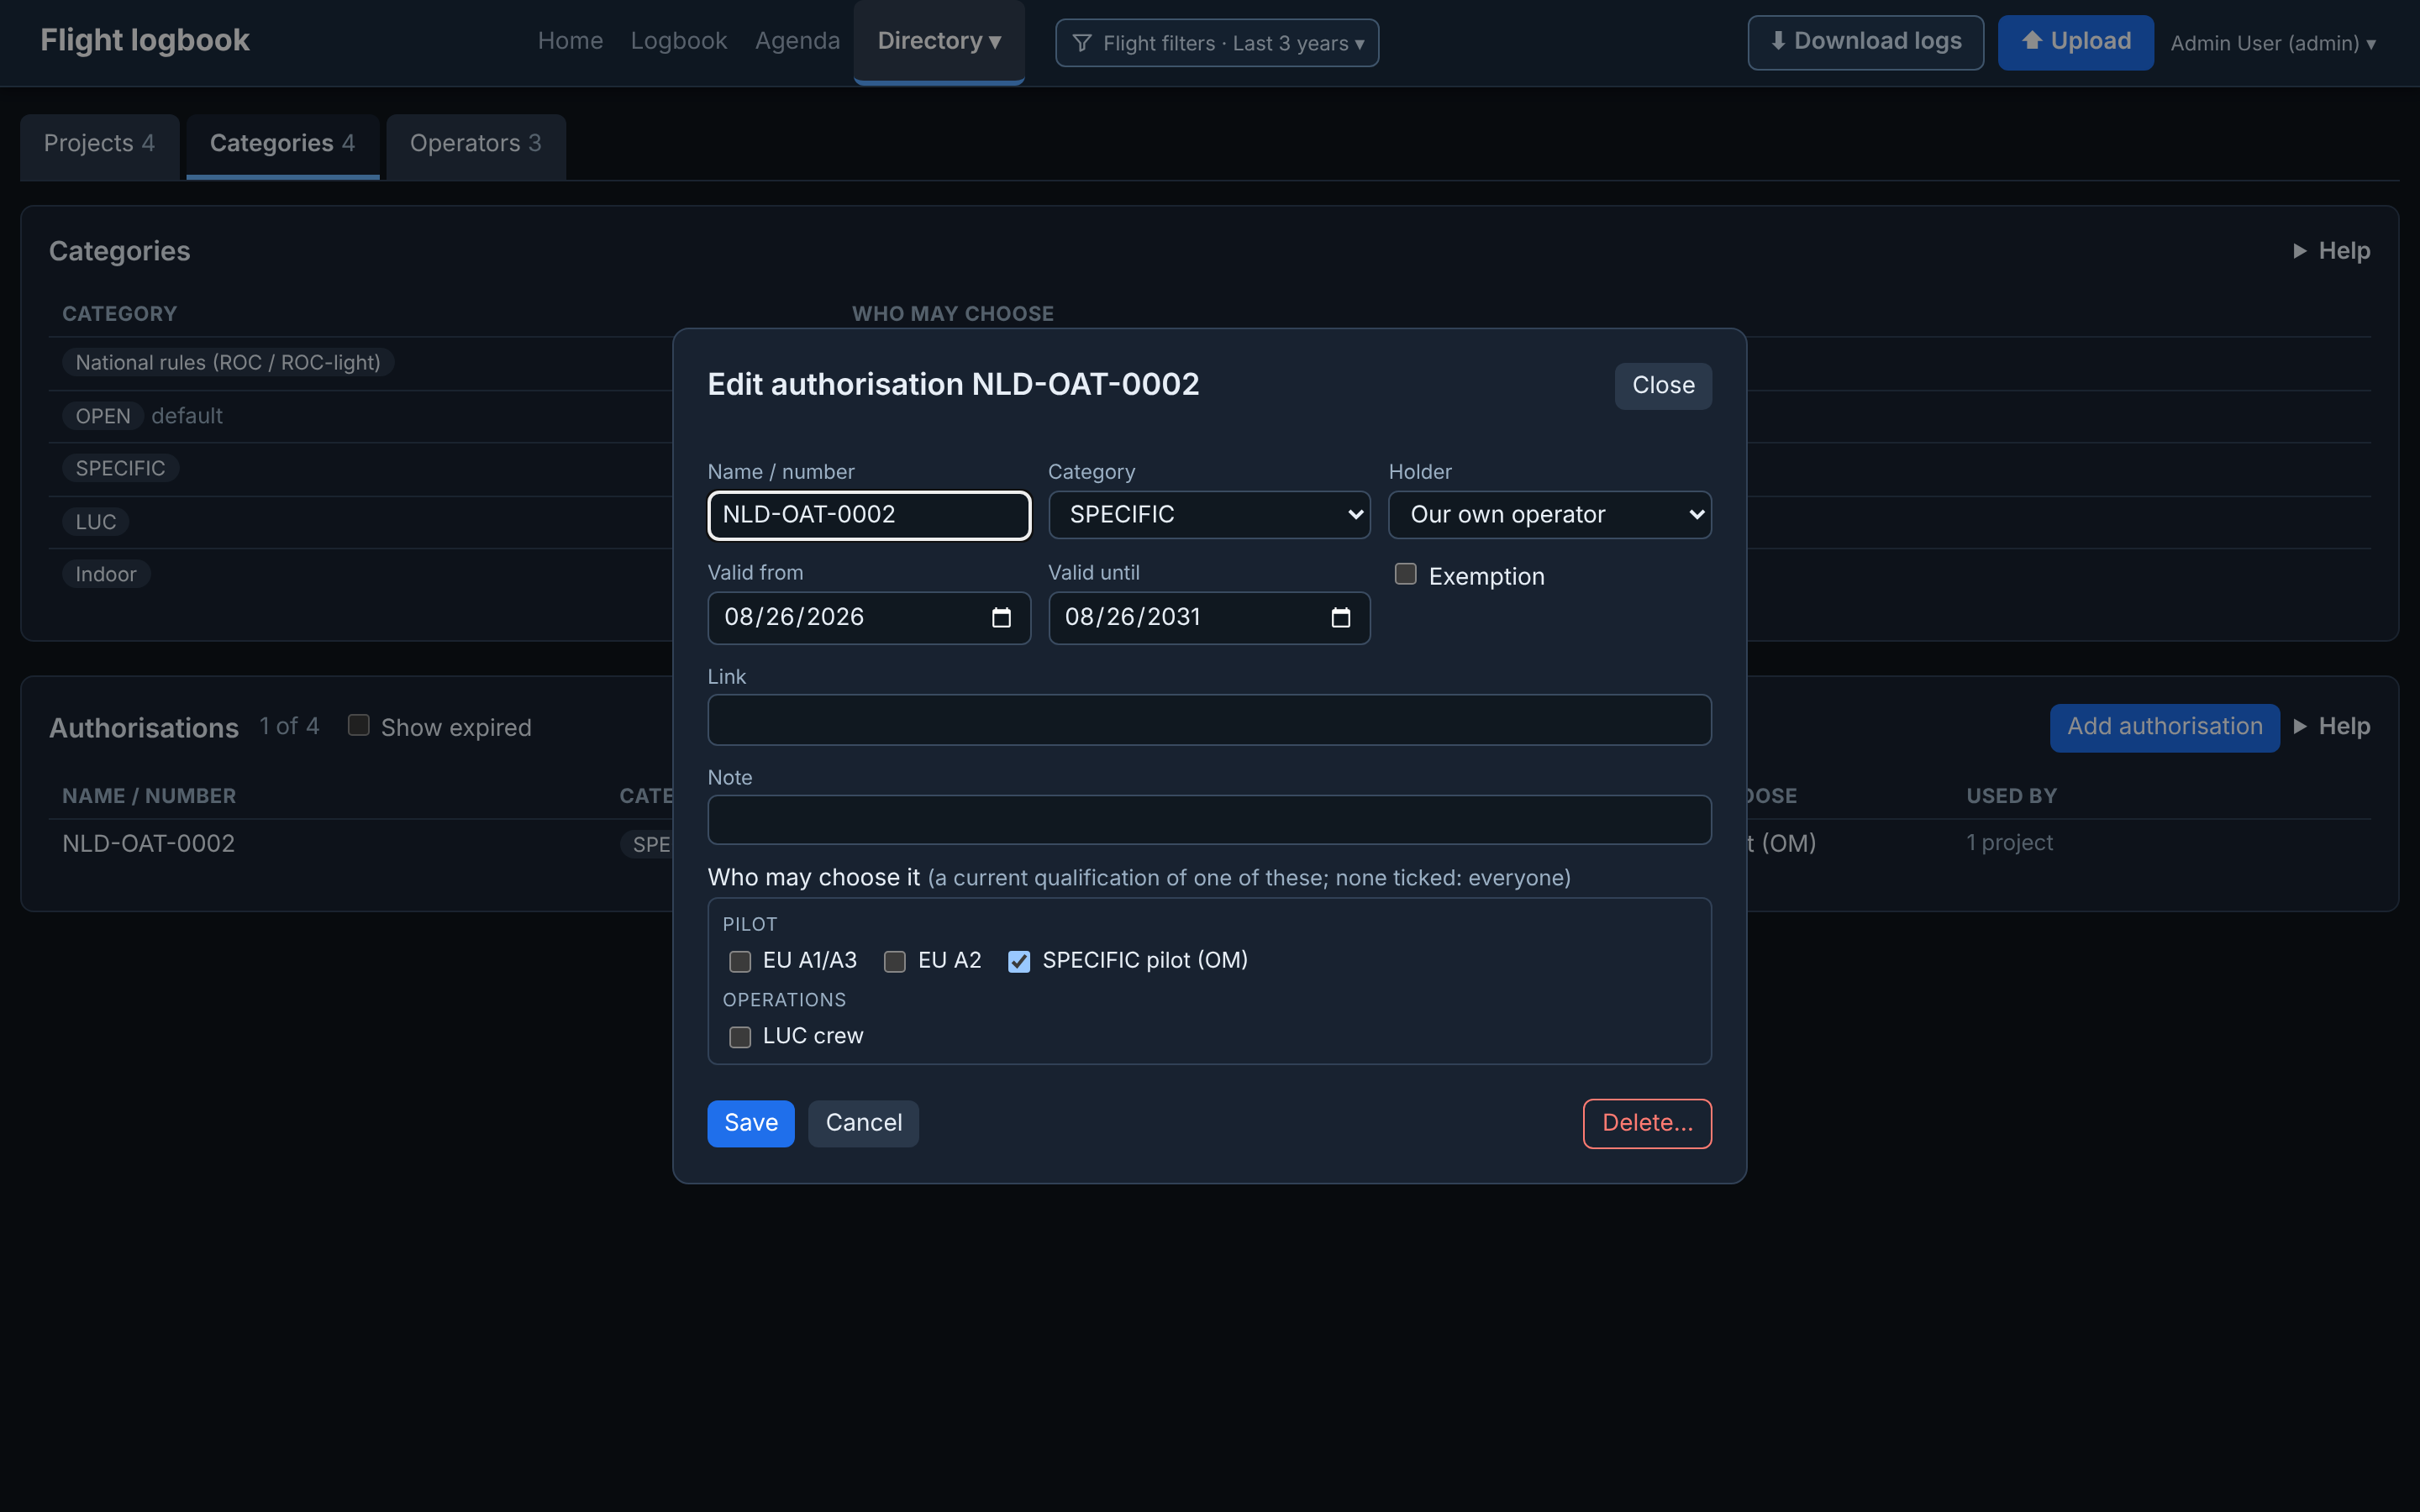 Flight logbook
Home Logbook Agenda Directory ▾ Flight filters · Last 3 years ▾ ⬇ Download logs ⬆ Upload Admin User (admin) ▾
Projects 4 Categories 4 Operators 3
Categories ▶ Help
CATEGORY WHO MAY CHOOSE
National rules (ROC / ROC-light)
OPEN default
SPECIFIC
LUC
Indoor
Authorisations 1 of 4 Show expired Add authorisation ▶ Help
NAME / NUMBER CATE OOSE USED BY
NLD-OAT-0002 SPE t (OM) 1 project
Edit authorisation NLD-OAT-0002 Close
Name / number Category Holder
NLD-OAT-0002 SPECIFIC Our own operator
Valid from Valid until Exemption
08/26/2026 08/26/2031
Link
Note
Who may choose it (a current qualification of one of these; none ticked: everyone)
PILOT
EU A1/A3 EU A2 SPECIFIC pilot (OM)
OPERATIONS
LUC crew
Save Cancel Delete...